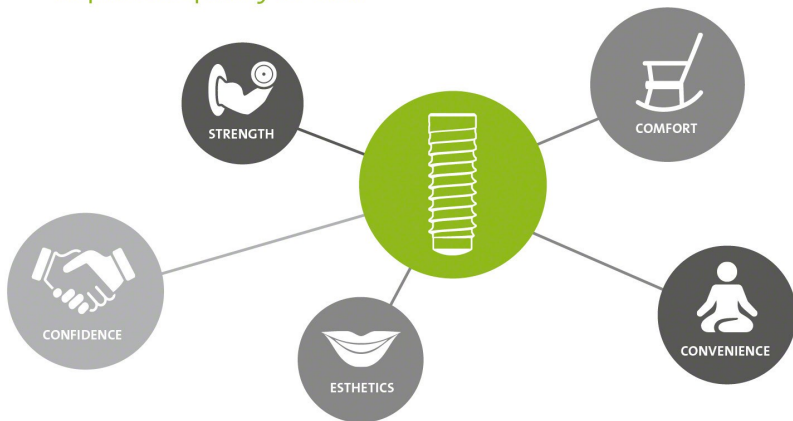 STRENGTH
COMFORT
CONFIDENCE
ESTHETICS
CONVENIENCE